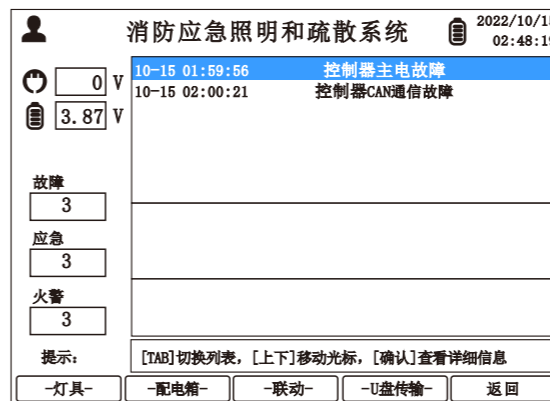 消防应急照明和疏散系统
2022/10/15
02:48:19
0 V
3.87 V
10-15 01:59:56 控制器主电故障
10-15 02:00:21 控制器CAN通信故障
故障
3
应急
3
火警
3
提示:
[TAB]切换列表, [上下]移动光标, [确认]查看详细信息
-灯具-
-配电箱-
-联动-
-U盘传输-
返回